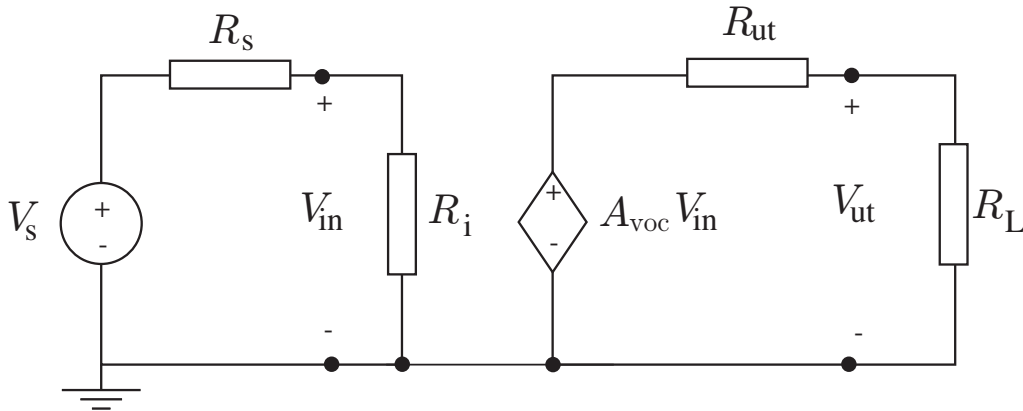 R_s
R_ut
+
+
V_s
+
-
V_in
R_i
+
-
A_voc V_in
V_ut
R_L
-
-